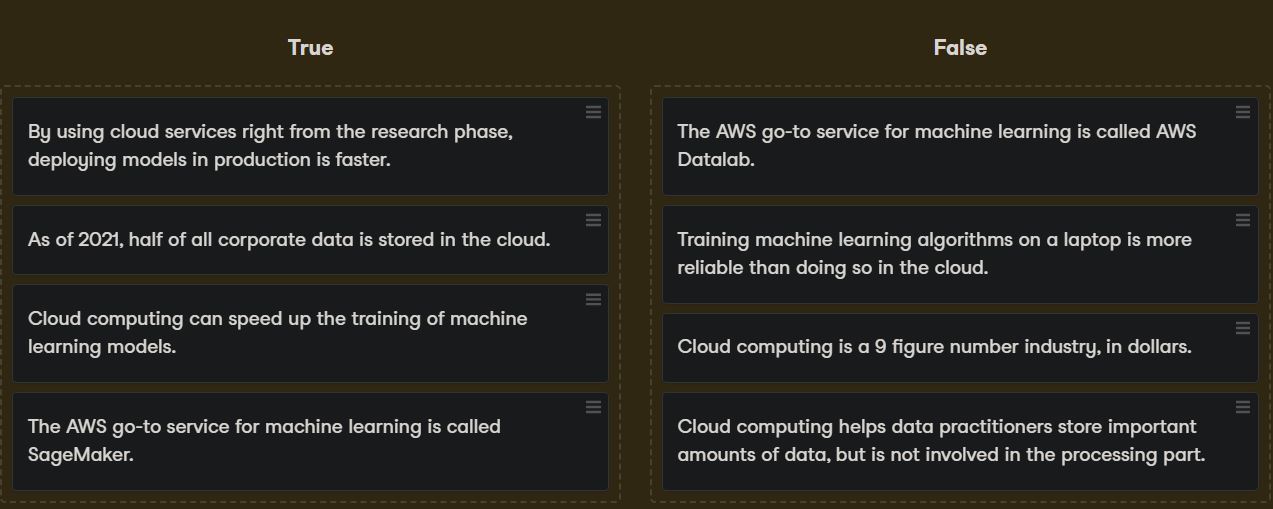 True
By using cloud services right from the research phase,
deploying models in production is faster.
As of 2021, half of all corporate data is stored in the cloud.
Cloud computing can speed up the training of machine
learning models.
The AWS go-to service for machine learning is called
SageMaker.
False
The AWS go-to service for machine learning is called AWS
Datalab.
Training machine learning algorithms on a laptop is more
reliable than doing so in the cloud.
Cloud computing is a 9 figure number industry, in dollars.
Cloud computing helps data practitioners store important
amounts of data, but is not involved in the processing part.